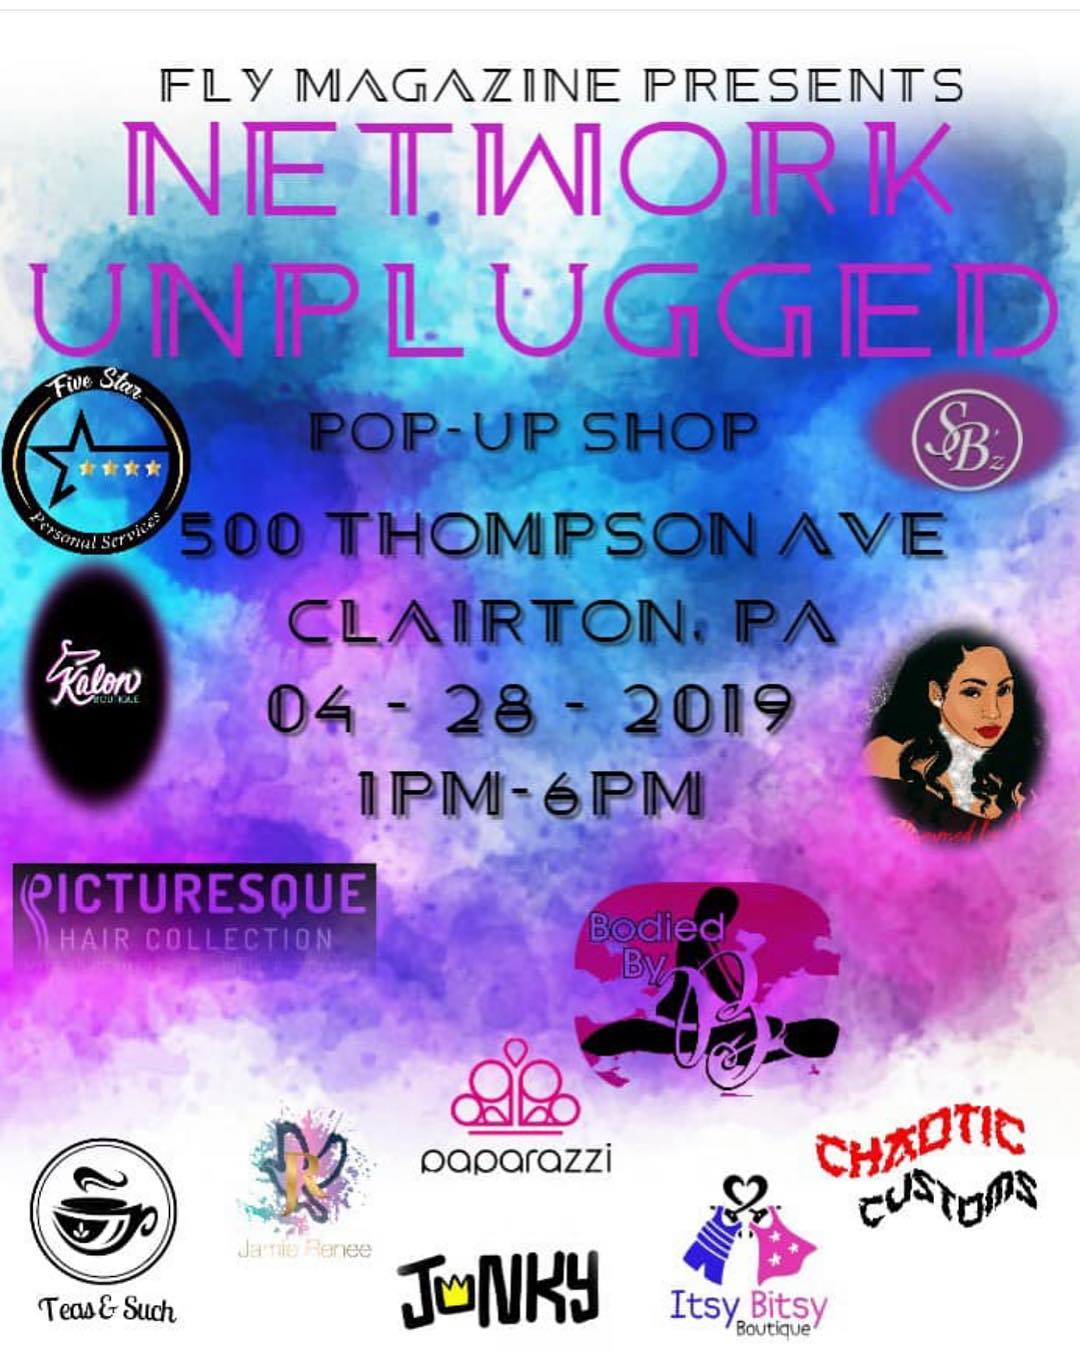 FLY MAGAZINE PRESENTS
NETWORK
UNPLUGGED
Five Star
Personal Services
POP-UP SHOP
SB'z
500 THOMPSON AVE
CLAIRTON, PA
Kalon
BOUTIQUE
04 - 28 - 2019
1PM-6PM
PICTURESQUE
HAIR COLLECTION
Bodied
By
B
paparazzi
CHAOTIC
CUSTOMS
R
Jamie Renee
Teas & Such
JUNKY
Itsy Bitsy
Boutique